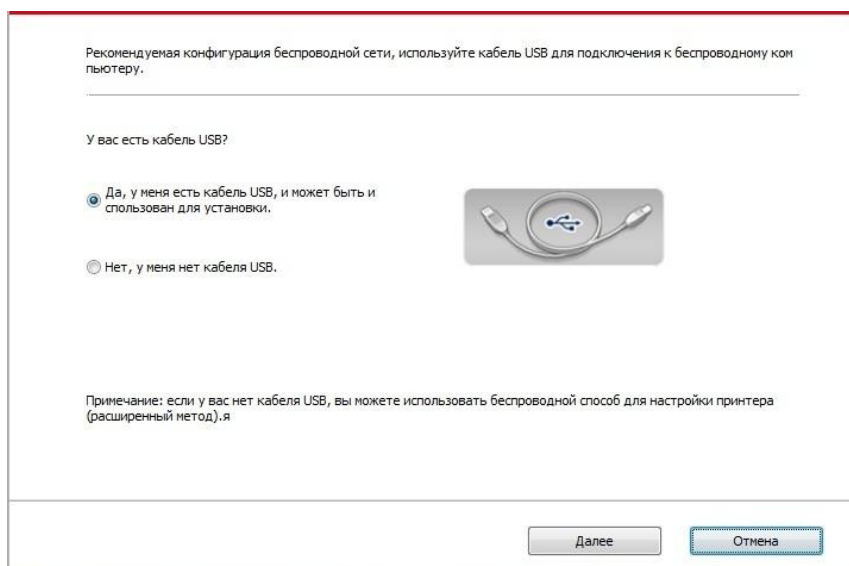 Рекомендуемая конфигурация беспроводной сети, используйте кабель USB для подключения к беспроводному ком
пьютеру.
У вас есть кабель USB?
Да, у меня есть кабель USB, и может быть и
спользован для установки.
Нет, у меня нет кабеля USB.
Примечание: если у вас нет кабеля USB, вы можете использовать беспроводной способ для настройки принтера
(расширенный метод).я
Далее
Отмена